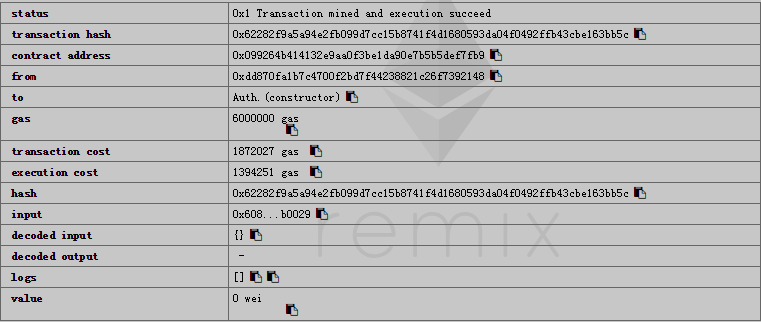 status 0x1 Transaction mined and execution succeed
transaction hash 0x62282f9a5a94e2fb099d7cc15b8741f4d1680593da04f0492ffb43cbe163bb5c
contract address 0x099264b414132e9aa0f3be1da90e7b5b5def7fb9
from 0xdd870fa1b7c4700f2bd7f44238821c26f7392148
to Auth.(constructor)
gas 6000000 gas
transaction cost 1872027 gas
execution cost 1394251 gas
hash 0x62282f9a5a94e2fb099d7cc15b8741f4d1680593da04f0492ffb43cbe163bb5c
input 0x608...b0029
decoded input {}
decoded output -
logs []
value 0 wei
remix